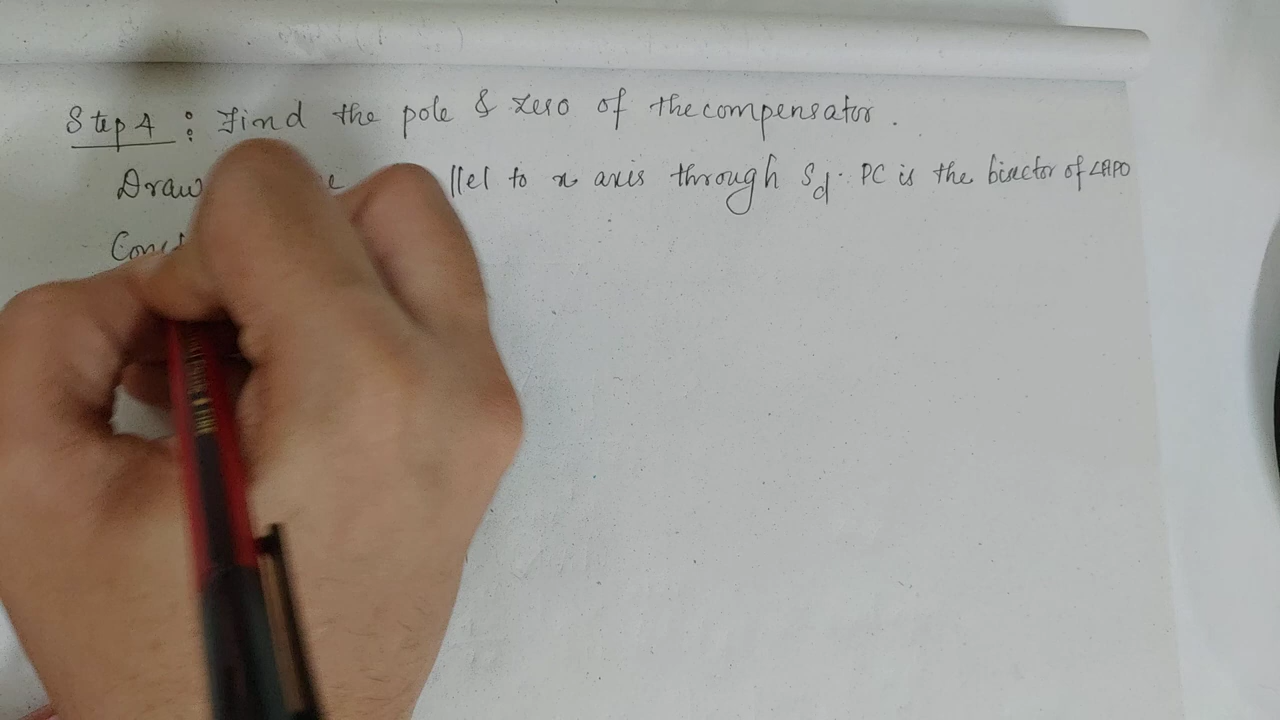 Step 4 : Find the pole & zero of the compensator .
Draw llel to x axis through Sd. PC is the bisector of ∠APO